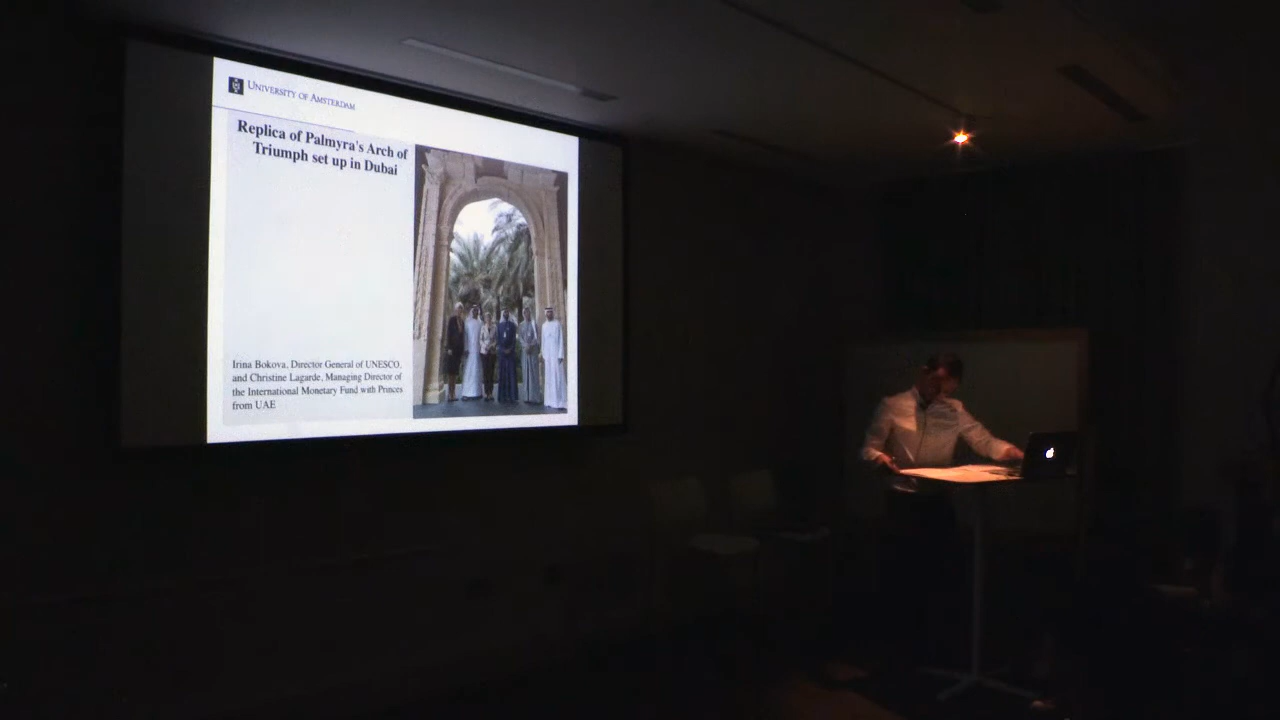 UNIVERSITY OF AMSTERDAM
Replica of Palmyra's Arch of
Triumph set up in Dubai
Irina Bokova, Director General of UNESCO,
and Christine Lagarde, Managing Director of
the International Monetary Fund with Princes
from UAE